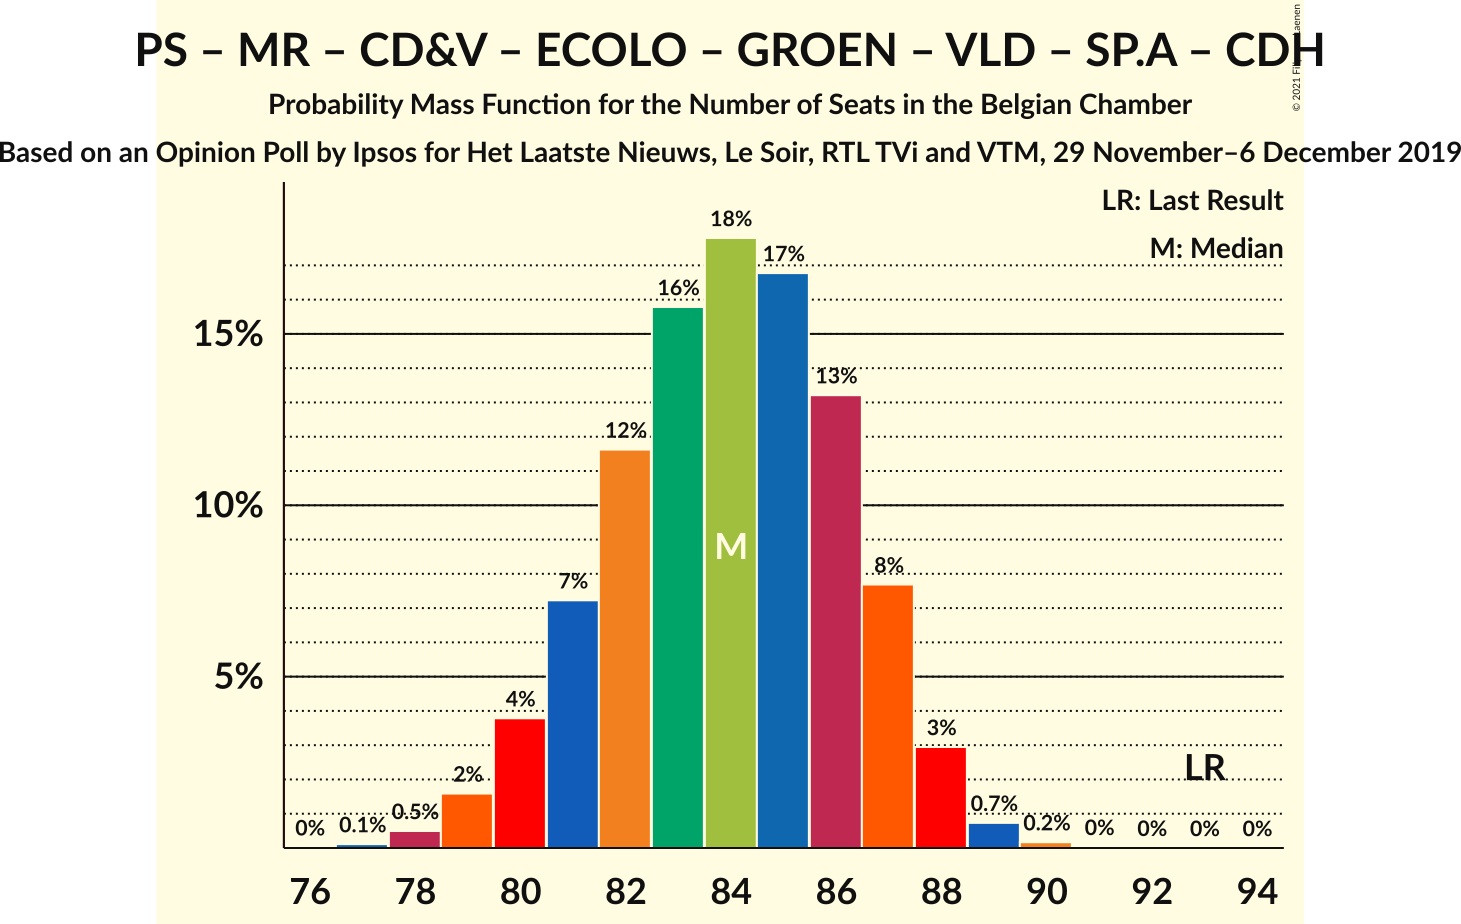 PS – MR – CD&V – ECOLO – GROEN – VLD – SP.A – CDH
Probability Mass Function for the Number of Seats in the Belgian Chamber
Based on an Opinion Poll by Ipsos for Het Laatste Nieuws, Le Soir, RTL TVi and VTM, 29 November–6 December 2019
© 2021
LR: Last Result
M: Median
15%
10%
5%
0%
0.1%
0.5%
2%
4%
7%
12%
16%
18%
17%
13%
8%
3%
0.7%
0.2%
0%
0%
0%
0%
M
LR
76 78 80 82 84 86 88 90 92 94